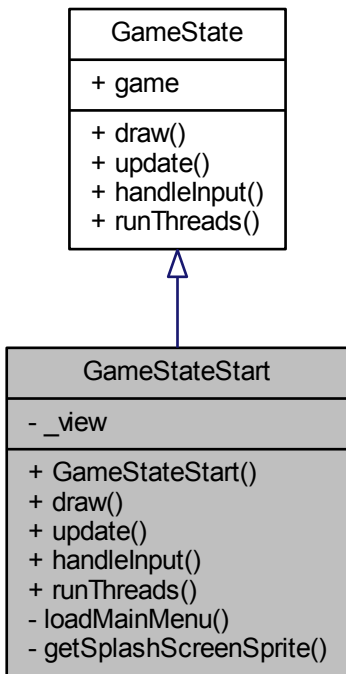 GameState
+ game
+ draw()
+ update()
+ handleInput()
+ runThreads()
GameStateStart
- _view
+ GameStateStart()
+ draw()
+ update()
+ handleInput()
+ runThreads()
- loadMainMenu()
- getSplashScreenSprite()